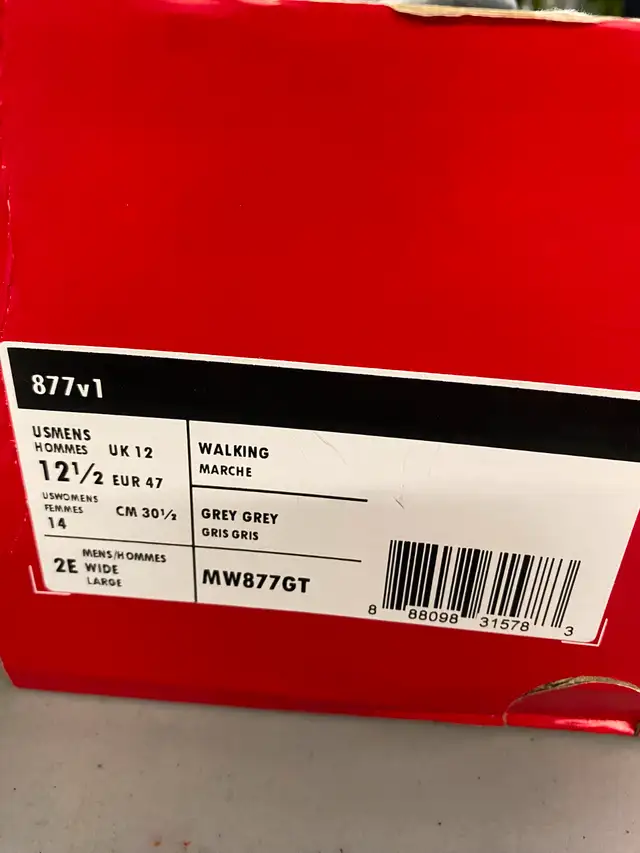 877v1
USMENS
HOMMES
12½
UK 12
EUR 47
USWOMENS
FEMMES
14
CM 30½
2E
MENS/HOMMES
WIDE
LARGE
WALKING
MARCHE
GREY GREY
GRIS GRIS
MW877GT
8 88098 31578 3